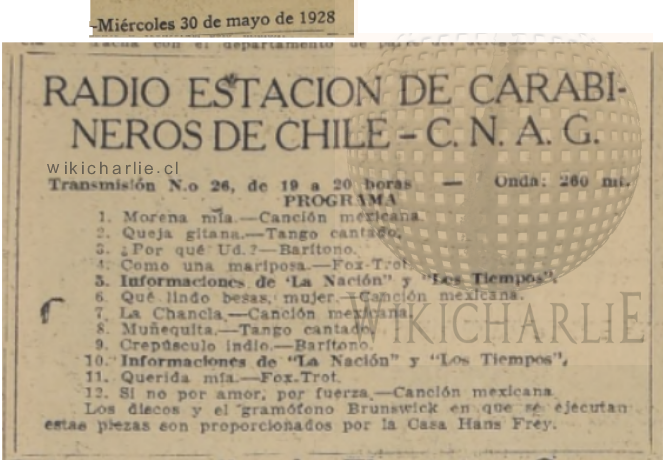 -Miércoles 30 de mayo de 1928
con el departamento de
RADIO ESTACION DE CARABI-
NEROS DE CHILE - C. N. A. G.
wikicharlie.cl
Transmisión N.o 26, de 19 a 20 horas — Onda: 260 mt.
PROGRAMA
1. Morena mía.—Canción mexicana.
2. Queja gitana.—Tango cantado.
3. ¿Por qué Ud.?—Barítono.
4. Como una mariposa.—Fox-Trot.
5. Informaciones de "La Nación" y "Los Tiempos".
6. Qué lindo besas, mujer.—Canción mexicana.
7. La Chancla.—Canción mexicana.
8. Muñequita.—Tango cantado.
WIKICHARLIE
9. Crepúsculo indio.—Barítono.
10. Informaciones de "La Nación" y "Los Tiempos".
11. Querida mía.—Fox-Trot.
12. Si no por amor, por fuerza.—Canción mexicana.
Los discos y el gramófono Brunswick en que se ejecutan
estas piezas son proporcionados por la Casa Hans Frey.